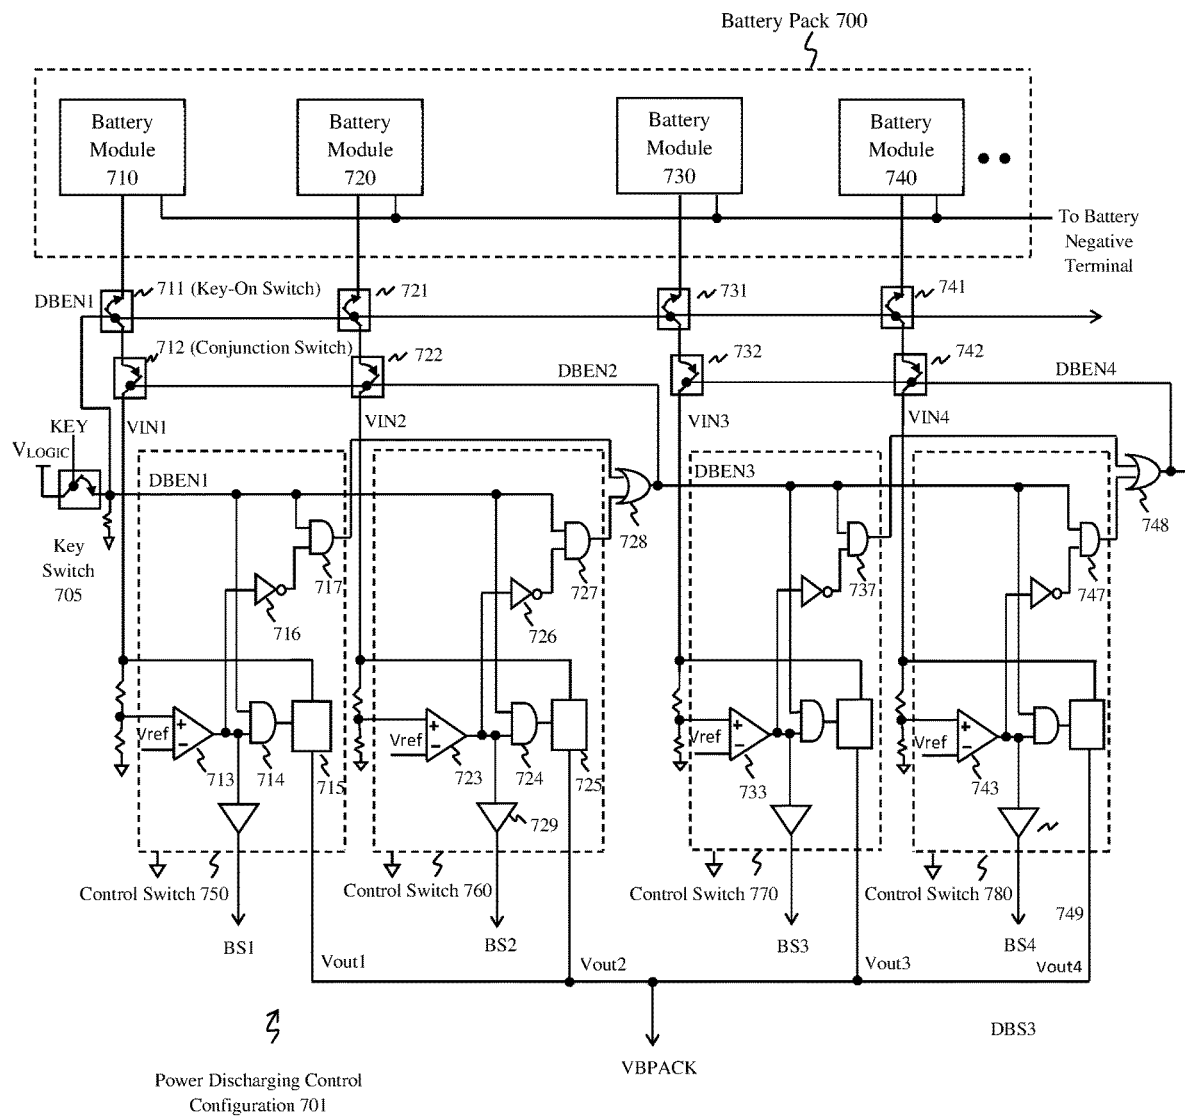 Battery Pack 700
Battery
Module
710
Battery
Module
720
Battery
Module
730
Battery
Module
740
To Battery
Negative
Terminal
DBEN1
711 (Key-On Switch)
721
731
741
712 (Conjunction Switch)
722
732
742
DBEN2
DBEN4
KEY
VIN1
VIN2
VIN3
VIN4
VLOGIC
DBEN1
DBEN3
Key
Switch
705
717
727
728
737
747
748
716
726
Vref
Vref
Vref
Vref
+
−
+
−
+
−
+
−
713
714
715
723
724
725
733
743
729
Control Switch 750
Control Switch 760
Control Switch 770
Control Switch 780
749
BS1
BS2
BS3
BS4
Vout1
Vout2
Vout3
Vout4
DBS3
VBPACK
Power Discharging Control
Configuration 701